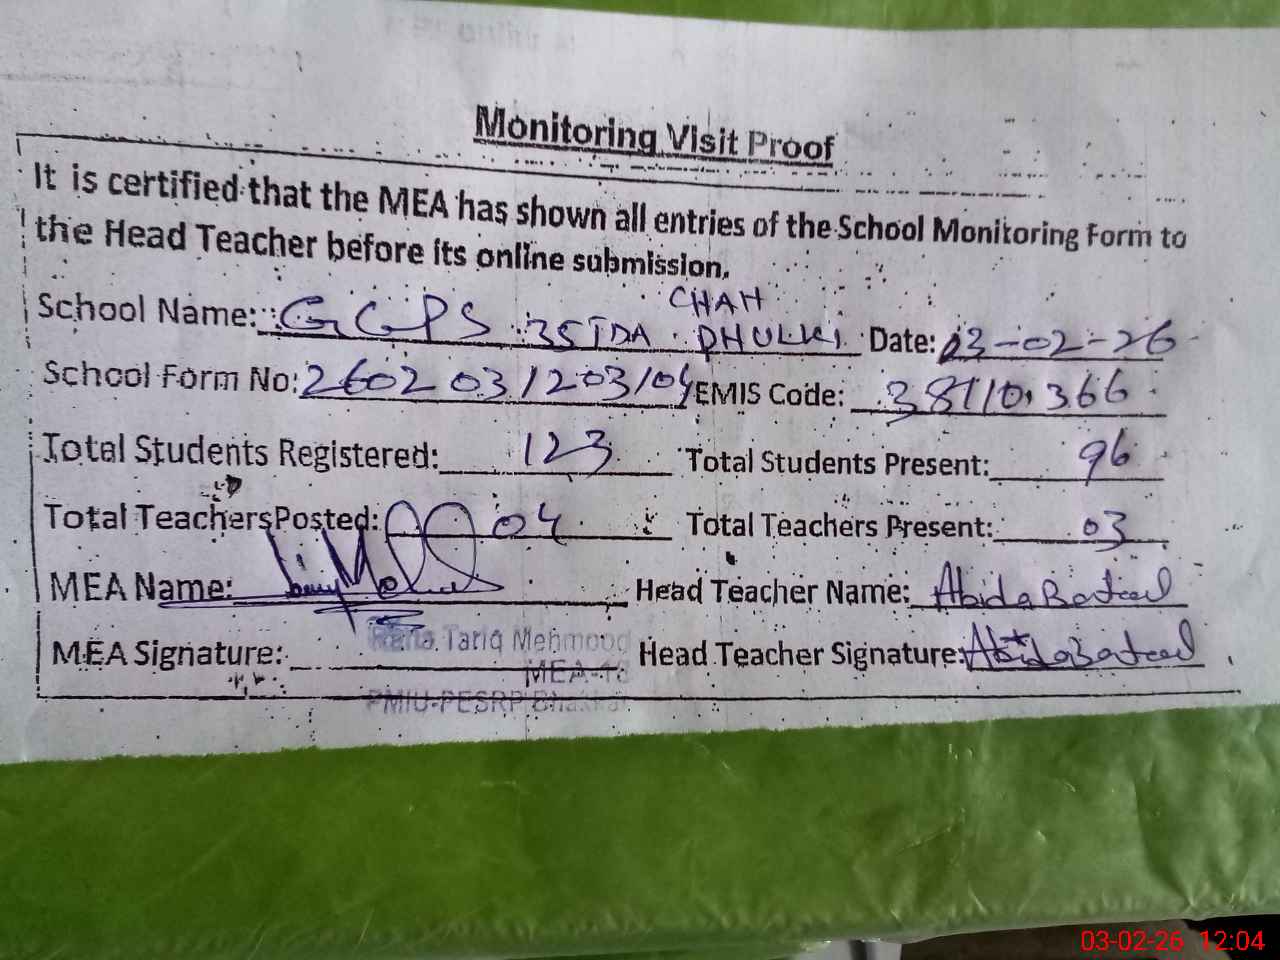 Monitoring Visit Proof
It is certified that the MEA has shown all entries of the School Monitoring Form to
the Head Teacher before its online submission.
CHAH
School Name: GGPS 35TDA DHULKI Date: 03-02-26
School Form No: 260203120310 EMIS Code: 38110366
Total Students Registered: 123 Total Students Present: 96
Total Teachers Posted: 04 Total Teachers Present: 03
MEA Name: Head Teacher Name: Abida Batool
Rana Tariq Mehmood
MEA Signature: Head Teacher Signature: Abida Batool
MEA-18
PMIU-PESRP Bhakkar
03-02-26 12:04